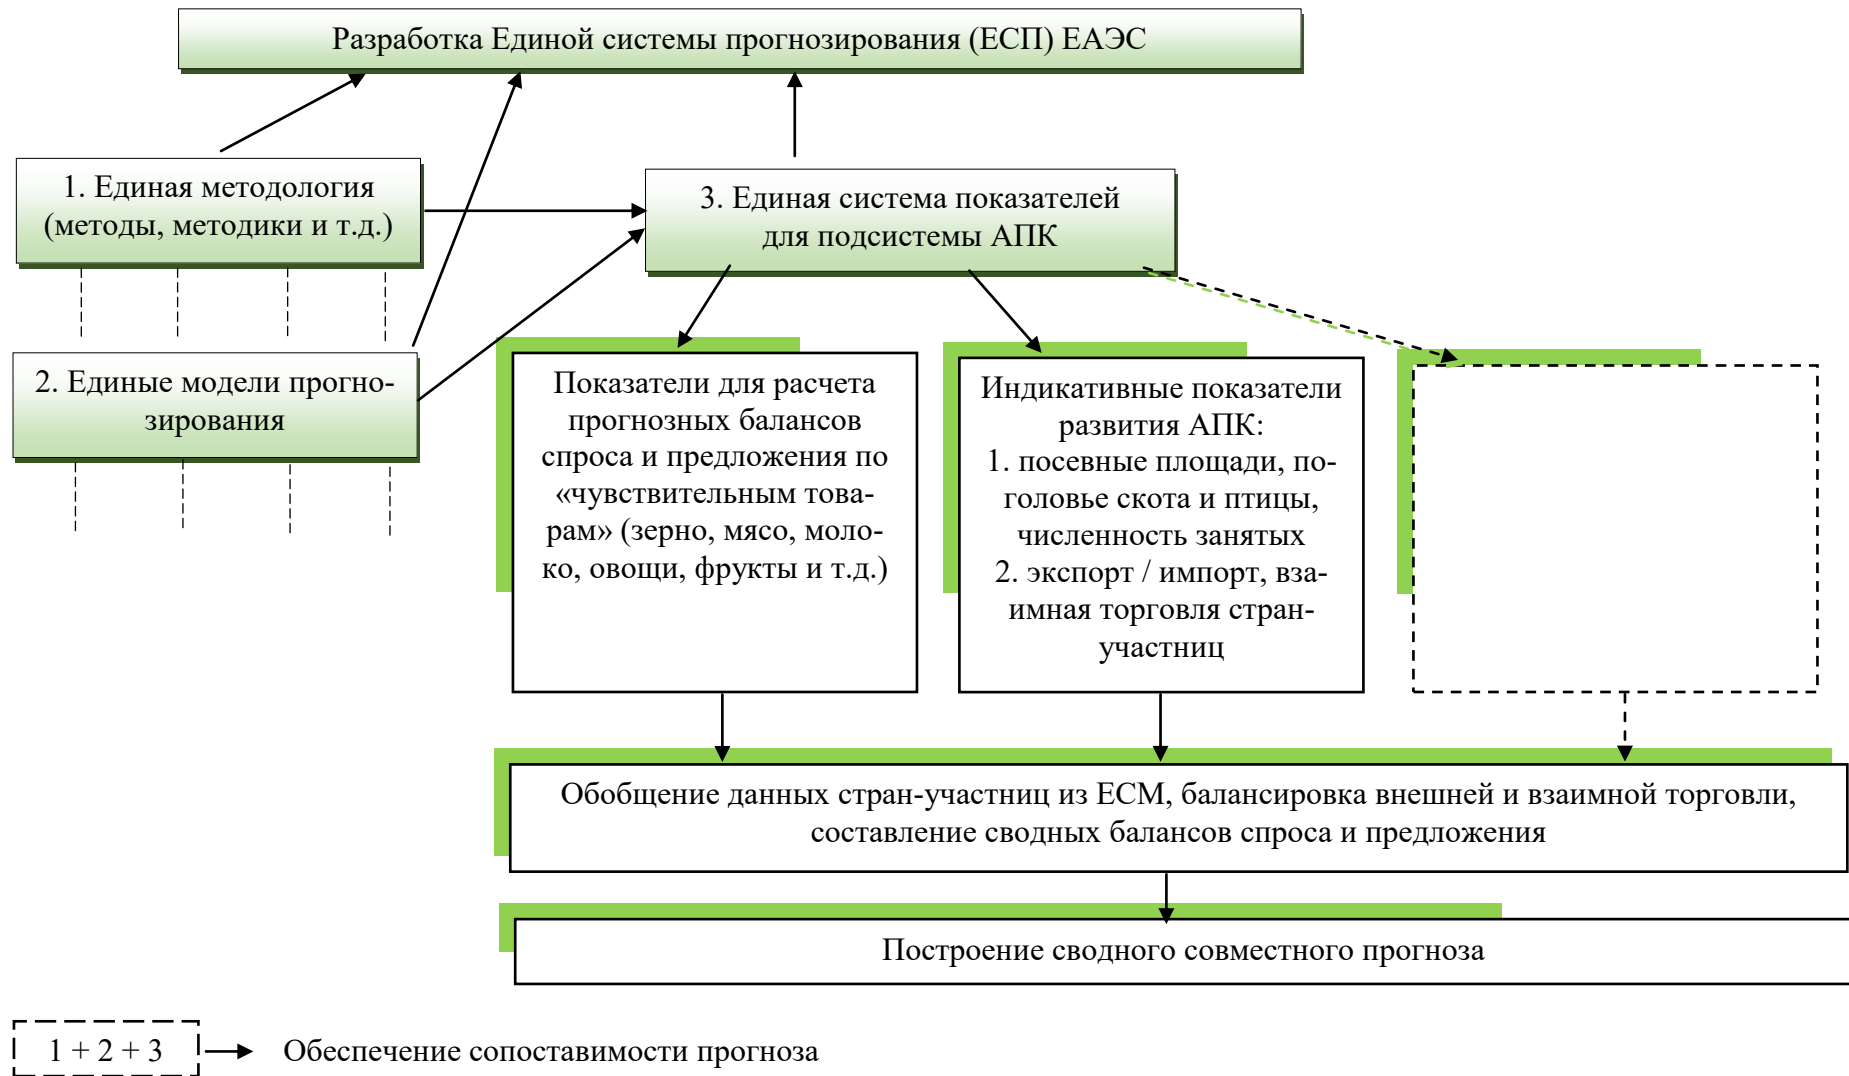 Разработка Единой системы прогнозирования (ЕСП) ЕАЭС
1. Единая методология
(методы, методики и т.д.)
3. Единая система показателей
для подсистемы АПК
2. Единые модели прогно-
зирования
Показатели для расчета
прогнозных балансов
спроса и предложения по
«чувствительным това-
рам» (зерно, мясо, моло-
ко, овощи, фрукты и т.д.)
Индикативные показатели
развития АПК:
1. посевные площади, по-
головье скота и птицы,
численность занятых
2. экспорт / импорт, вза-
имная торговля стран-
участниц
Обобщение данных стран-участниц из ЕСМ, балансировка внешней и взаимной торговли,
составление сводных балансов спроса и предложения
Построение сводного совместного прогноза
1 + 2 + 3
Обеспечение сопоставимости прогноза